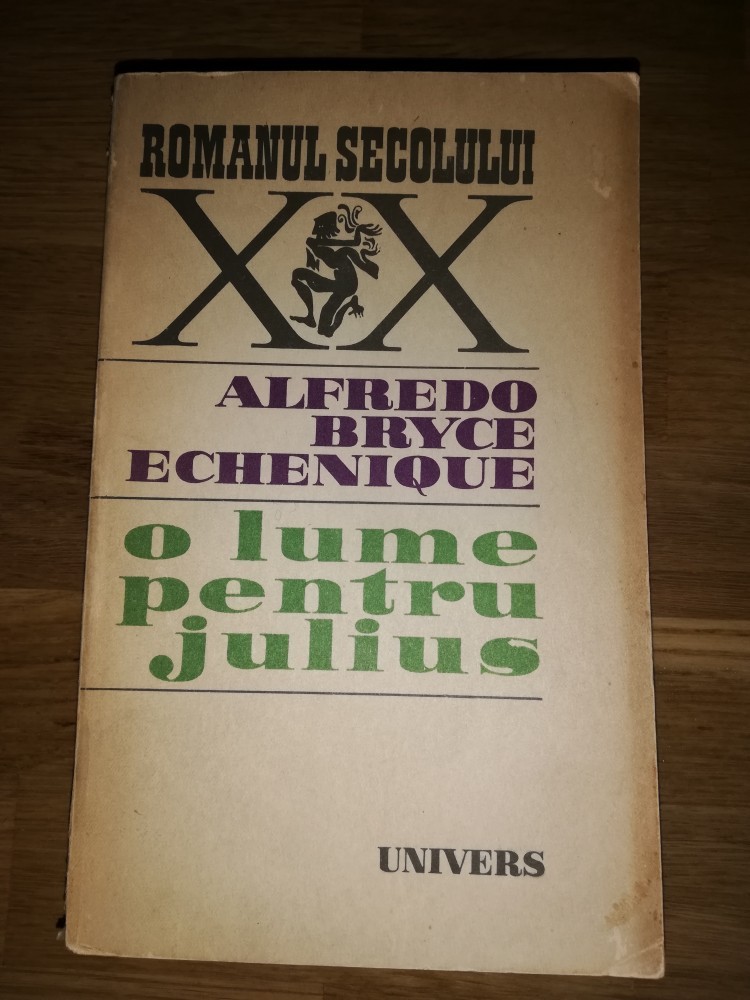 ROMANUL SECOLULUI
XX
ALFREDO
BRYCE
ECHENIQUE
o lume
pentru
julius
UNIVERS